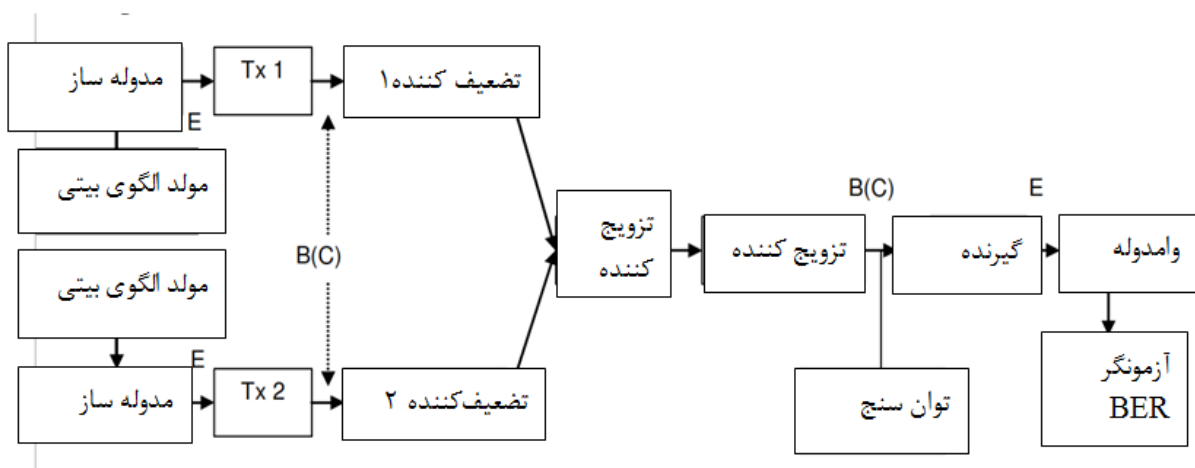 مدوله ساز
Tx 1
تضعیف کننده۱
E
مولد الگوی بیتی
B(C)
تزویج
کننده
تزویج کننده
B(C)
گیرنده
E
وامدوله
مولد الگوی بیتی
آزمونگر
BER
توان سنج
مدوله ساز
E
Tx 2
تضعیف‌کننده ۲